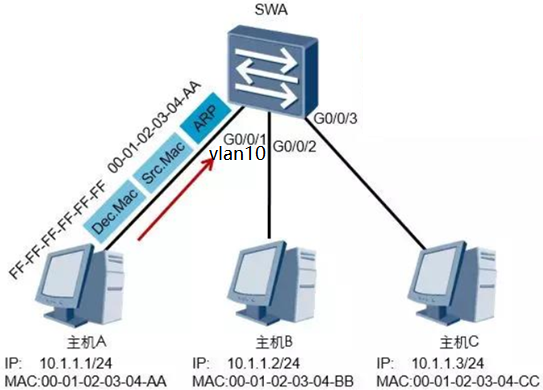 SWA
00-01-02-03-04-AA
FF-FF-FF-FF-FF-FF
ARP
Src.Mac
Dec.Mac
G0/0/1
vlan10
G0/0/2
G0/0/3
主机A
主机B
主机C
IP: 10.1.1.1/24
MAC:00-01-02-03-04-AA
IP: 10.1.1.2/24
MAC:00-01-02-03-04-BB
IP: 10.1.1.3/24
MAC:00-01-02-03-04-CC